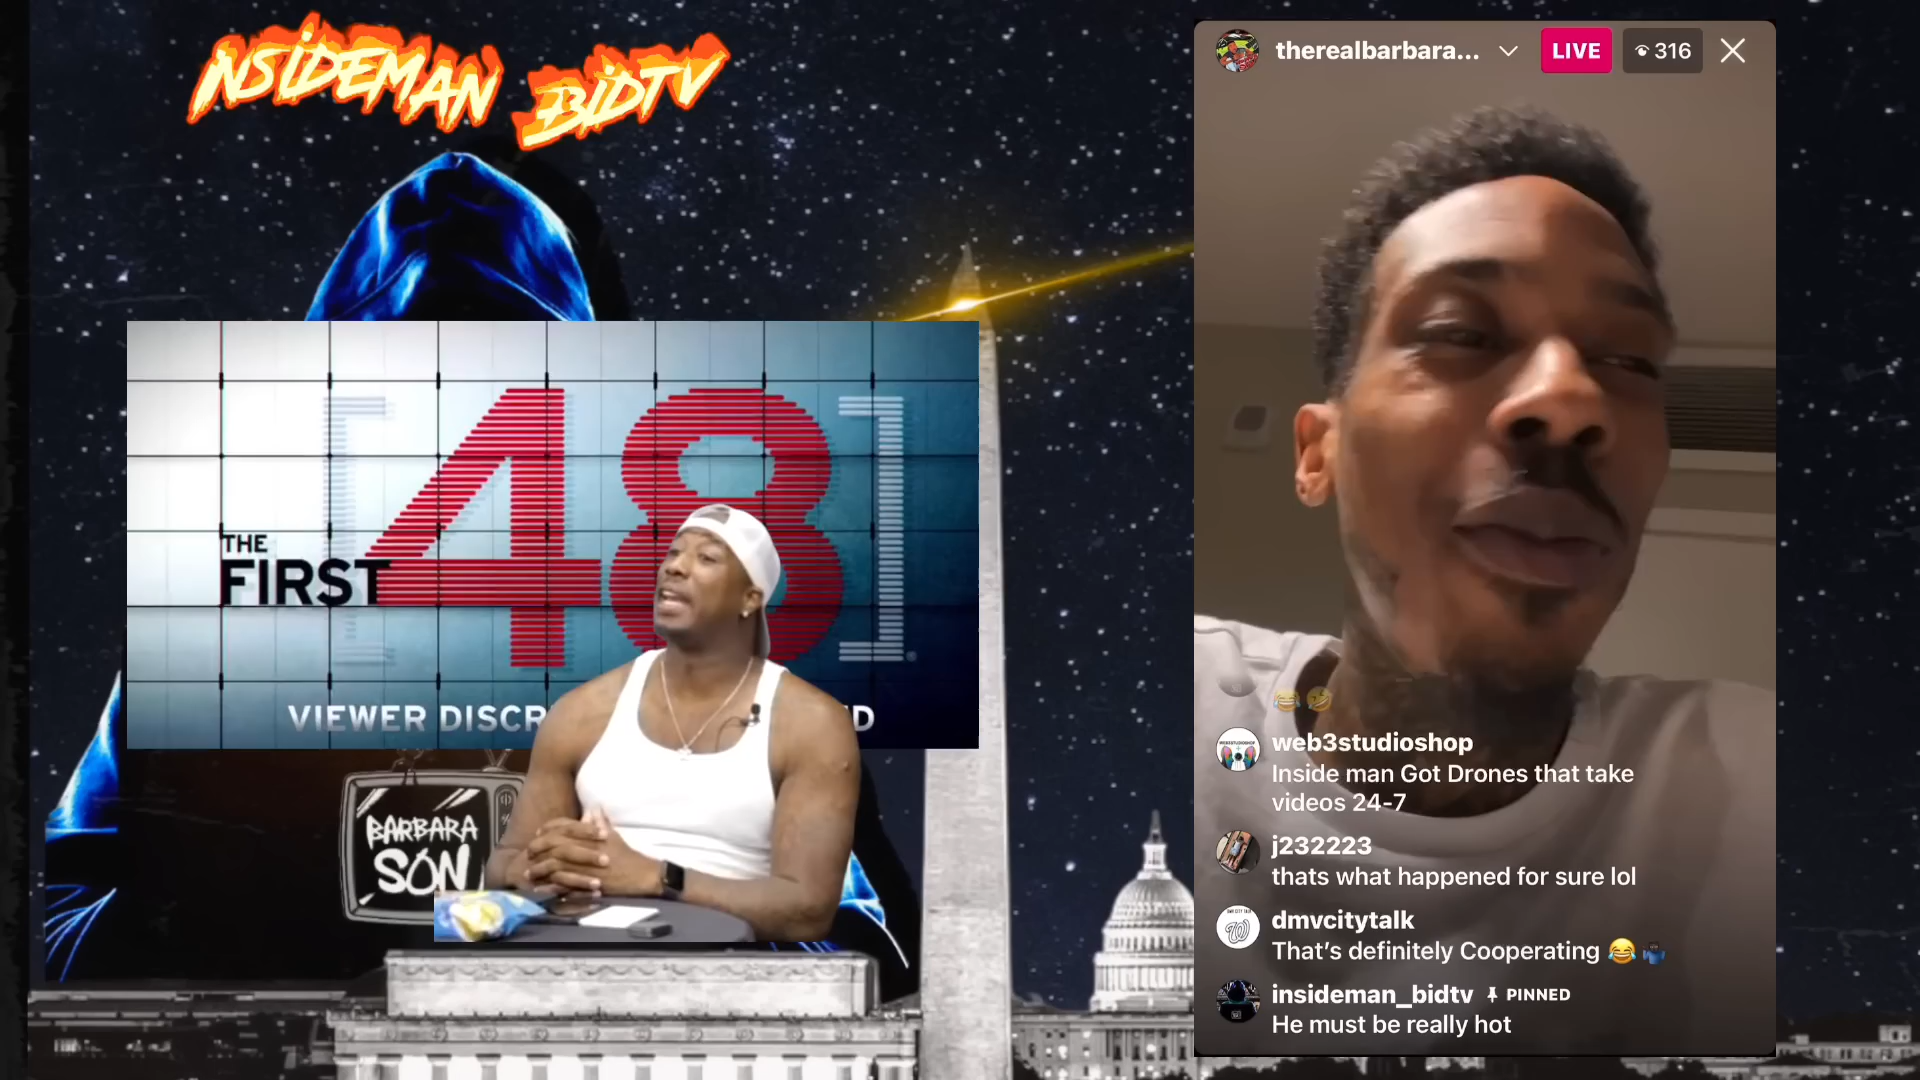 INSIDEMAN BIDTV
THE
FIRST
48
VIEWER DISCR
D
BARBARA
SON
therealbarbara...
LIVE
316
web3studioshop
Inside man Got Drones that take
videos 24-7
j232223
thats what happened for sure lol
dmvcitytalk
That’s definitely Cooperating 😂
insideman_bidtv PINNED
He must be really hot